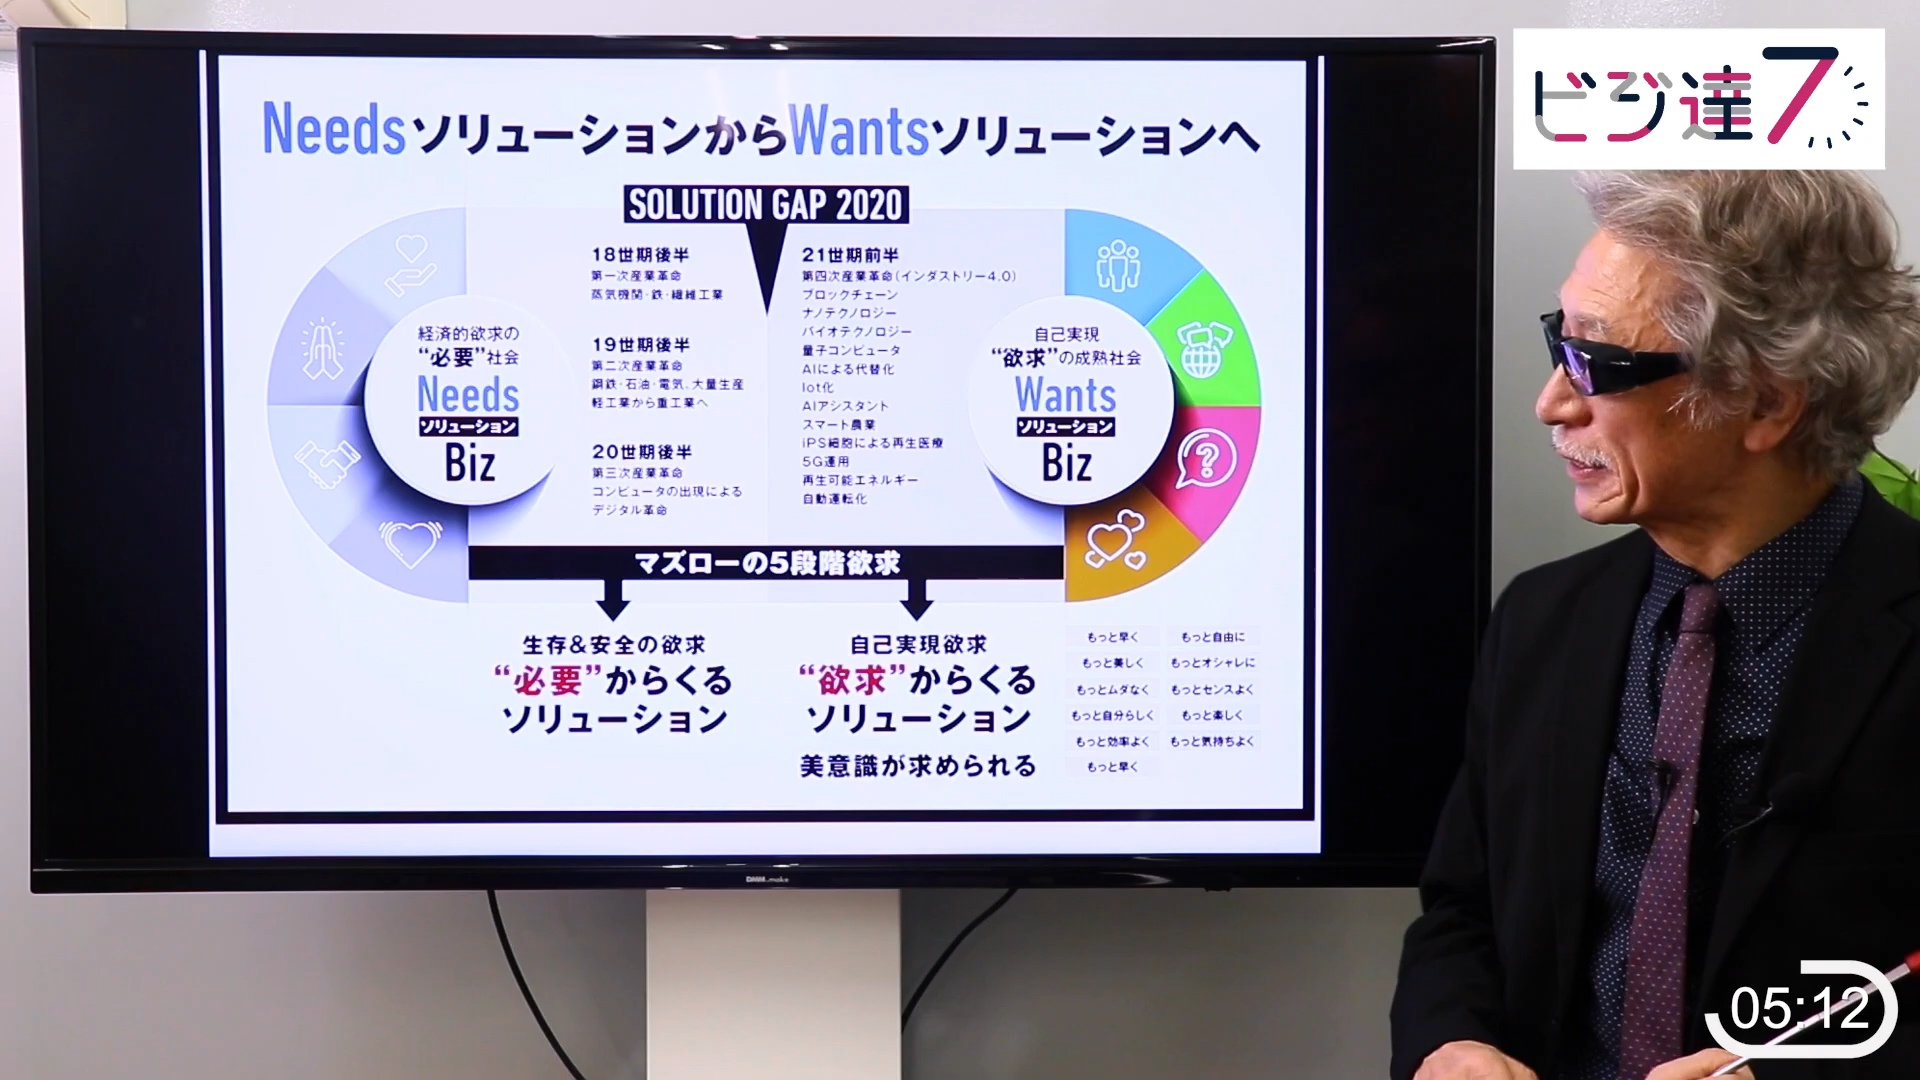 ビジ達7
NeedsソリューションからWantsソリューションへ
SOLUTION GAP 2020
18世期後半
第一次産業革命
蒸気機関・鉄・繊維工業
19世期後半
第二次産業革命
鋼鉄・石油・電気、大量生産
軽工業から重工業へ
20世期後半
第三次産業革命
コンピュータの出現による
デジタル革命
21世期前半
第四次産業革命(インダストリー4.0)
ブロックチェーン
ナノテクノロジー
バイオテクノロジー
量子コンピュータ
AIによる代替化
Iot化
AIアシスタント
スマート農業
iPS細胞による再生医療
5G運用
再生可能エネルギー
自動運転化
経済的欲求の
“必要”社会
Needs
ソリューション
Biz
自己実現
“欲求”の成熟社会
Wants
ソリューション
Biz
?
マズローの5段階欲求
生存&安全の欲求
“必要”からくる
ソリューション
自己実現欲求
“欲求”からくる
ソリューション
美意識が求められる
もっと早く もっと自由に
もっと美しく もっとオシャレに
もっとムダなく もっとセンスよく
もっと自分らしく もっと楽しく
もっと効率よく もっと気持ちよく
もっと早く
DMM.make
05:12